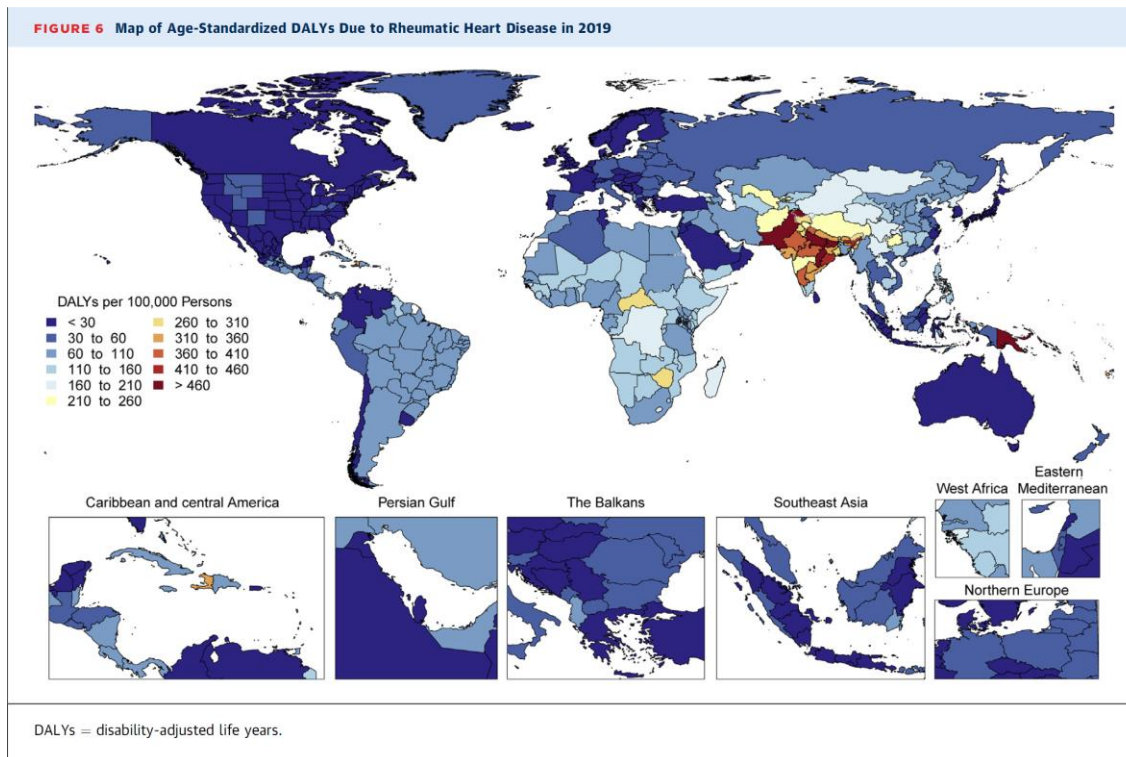 FIGURE 6 Map of Age-Standardized DALYs Due to Rheumatic Heart Disease in 2019
DALYs per 100,000 Persons
< 30
30 to 60
60 to 110
110 to 160
160 to 210
210 to 260
260 to 310
310 to 360
360 to 410
410 to 460
> 460
Caribbean and central America
Persian Gulf
The Balkans
Southeast Asia
West Africa
Eastern
Mediterranean
Northern Europe
DALYs = disability-adjusted life years.